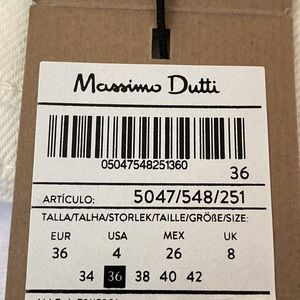 Massimo Dutti
05047548251360
36
ARTÍCULO: 5047/548/251
TALLA/TALHA/STORLEK/TAILLE/GRÖßE/SIZE:
EUR USA MEX UK
36 4 26 8
34 36 38 40 42